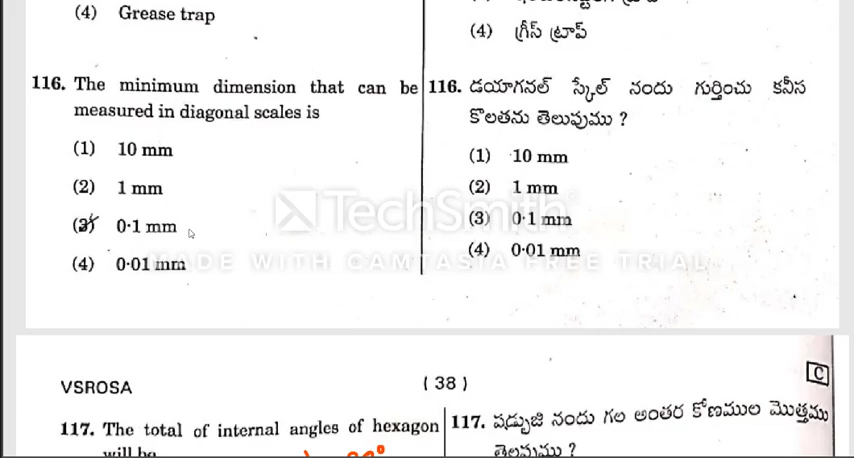 (4) Grease trap
(4) గ్రీస్ ట్రాప్
116. The minimum dimension that can be
measured in diagonal scales is
(1) 10 mm
(2) 1 mm
(3) 0·1 mm
(4) 0·01 mm
116. డయాగనల్ స్కేల్ నందు గుర్తించు కనీస
కొలతను తెలుపుము ?
(1) 10 mm
(2) 1 mm
(3) 0·1 mm
(4) 0·01 mm
TechSmith
MADE WITH CAMTASIA FREE TRIAL
VSROSA
( 38 )
C
117. The total of internal angles of hexagon
will be
117. షడ్భుజి నందు గల అంతర కోణముల మొత్తము
తెలుపుము ?